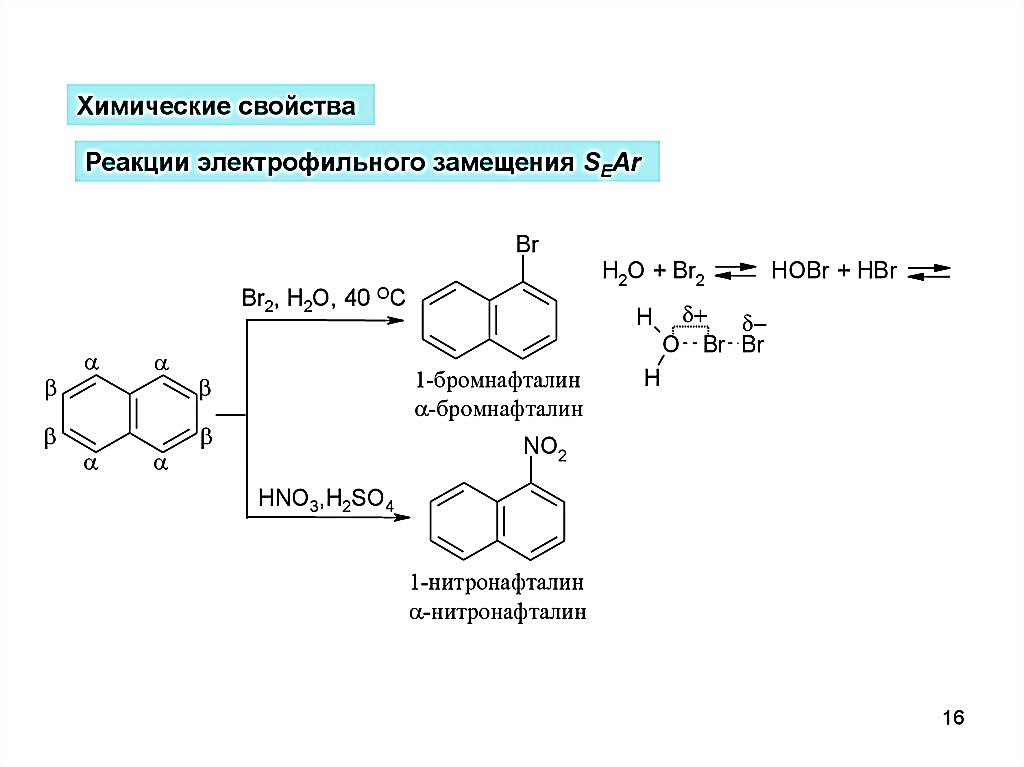 Химические свойства
Реакции электрофильного замещения SEAr
Br
H2O + Br2 ⇌ HOBr + HBr ⇌
Br2, H2O, 40 OC
H δ+ δ–
O Br Br
H
α α
β β
β β
α α
1-бромнафталин
α-бромнафталин
NO2
HNO3,H2SO4
1-нитронафталин
α-нитронафталин
16